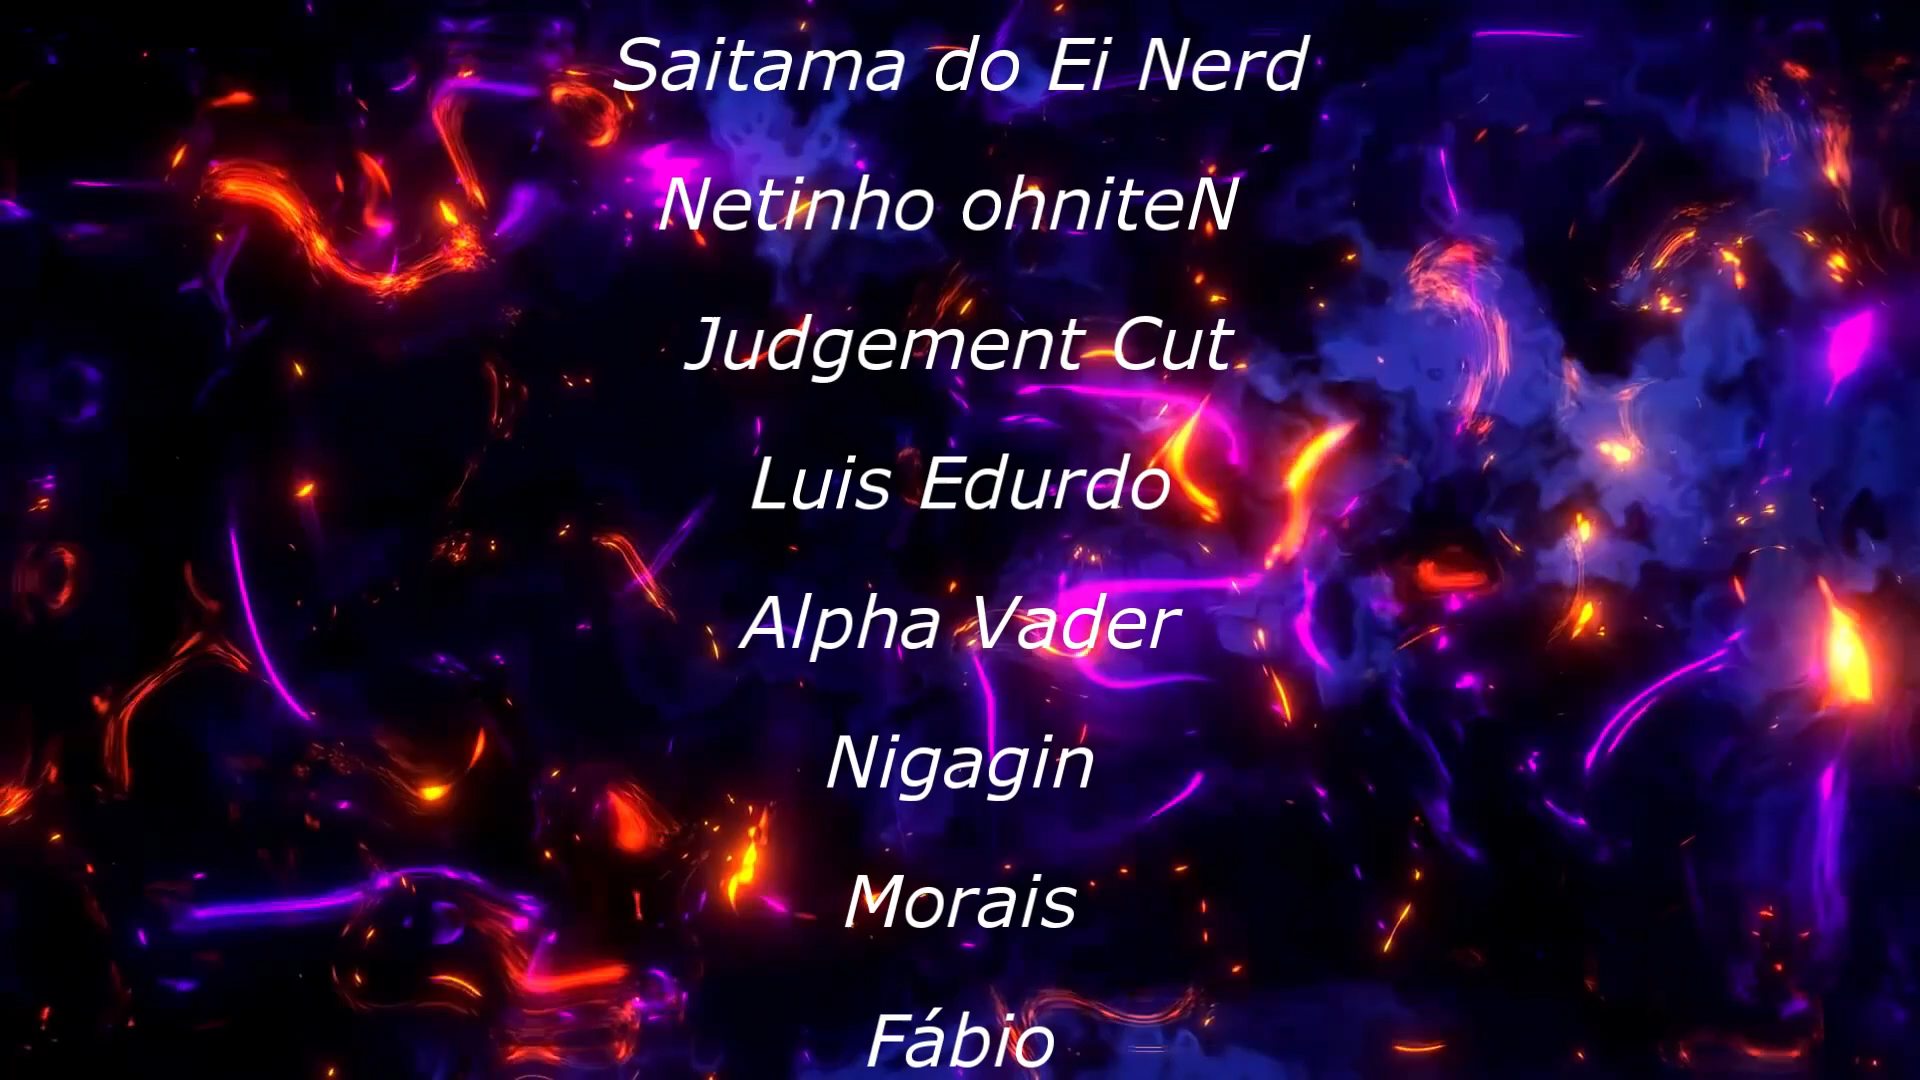 Saitama do Ei Nerd
Netinho ohniteN
Judgement Cut
Luis Edurdo
Alpha Vader
Nigagin
Morais
Fábio